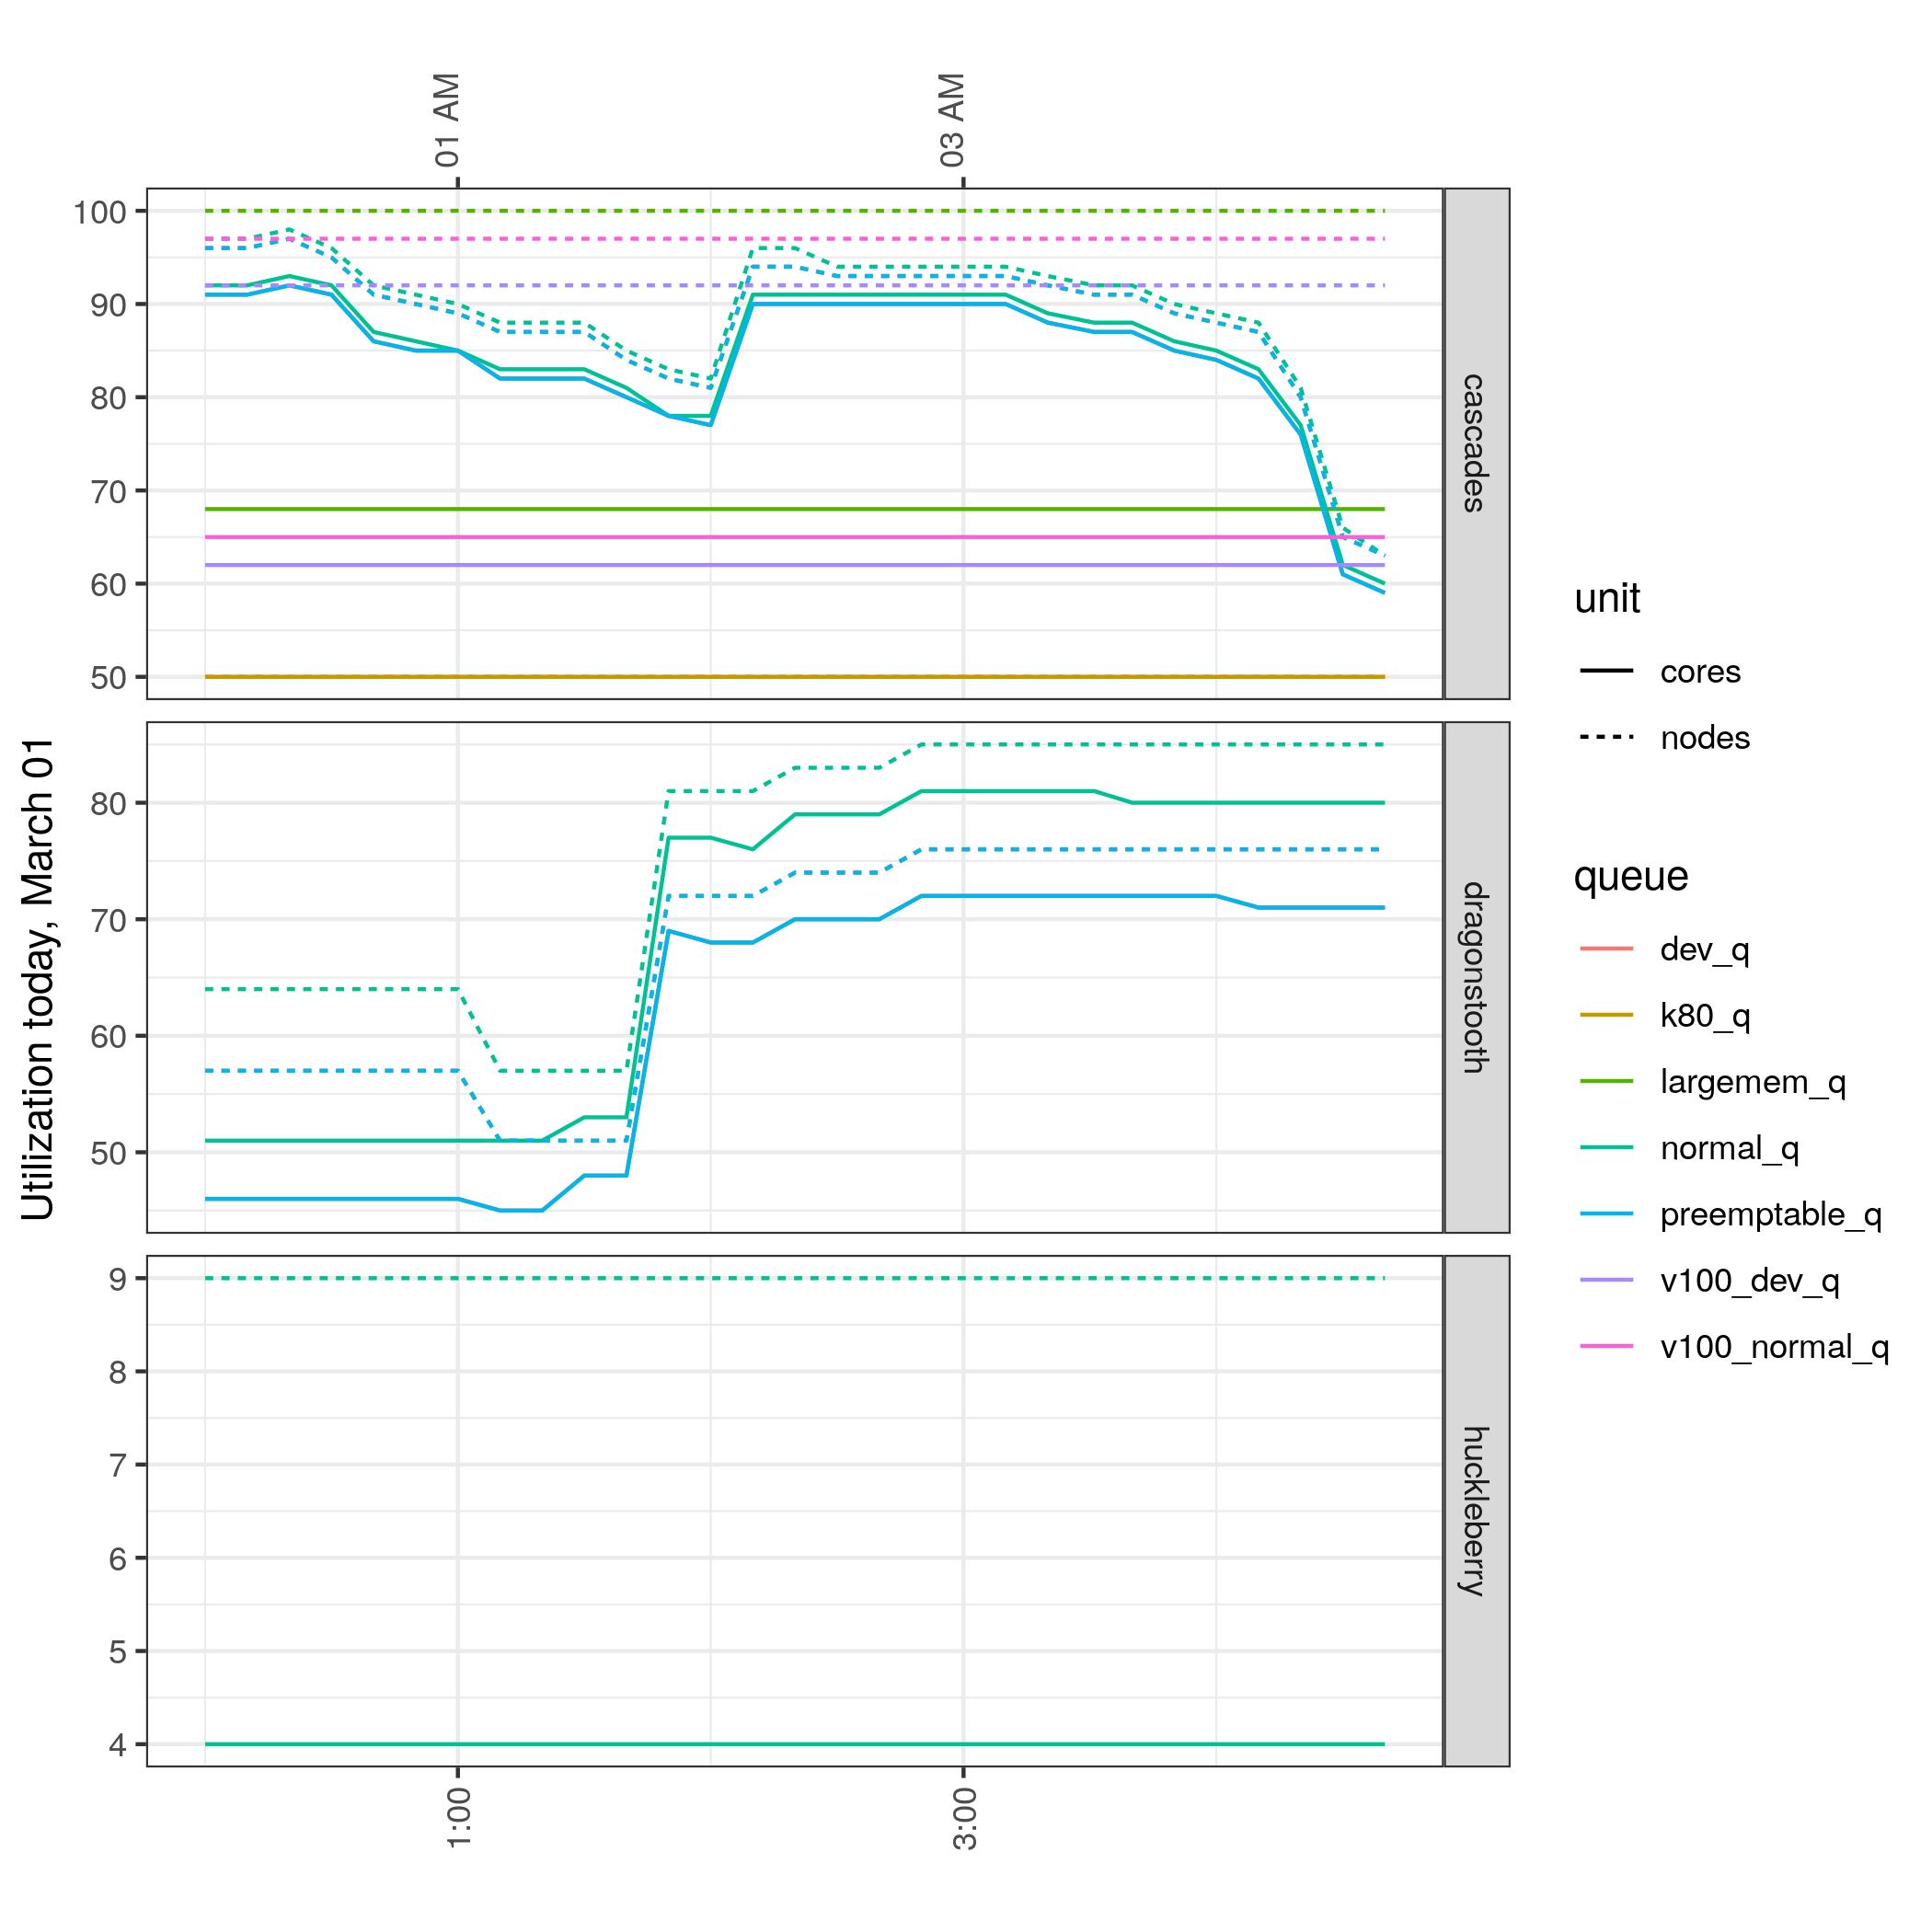 01 AM
03 AM
100
90
80
70
60
50
cascades
Utilization today, March 01
80
70
60
50
dragonstooth
9
8
7
6
5
4
huckleberry
1:00
3:00
unit
cores
nodes
queue
dev_q
k80_q
largemem_q
normal_q
preemptable_q
v100_dev_q
v100_normal_q